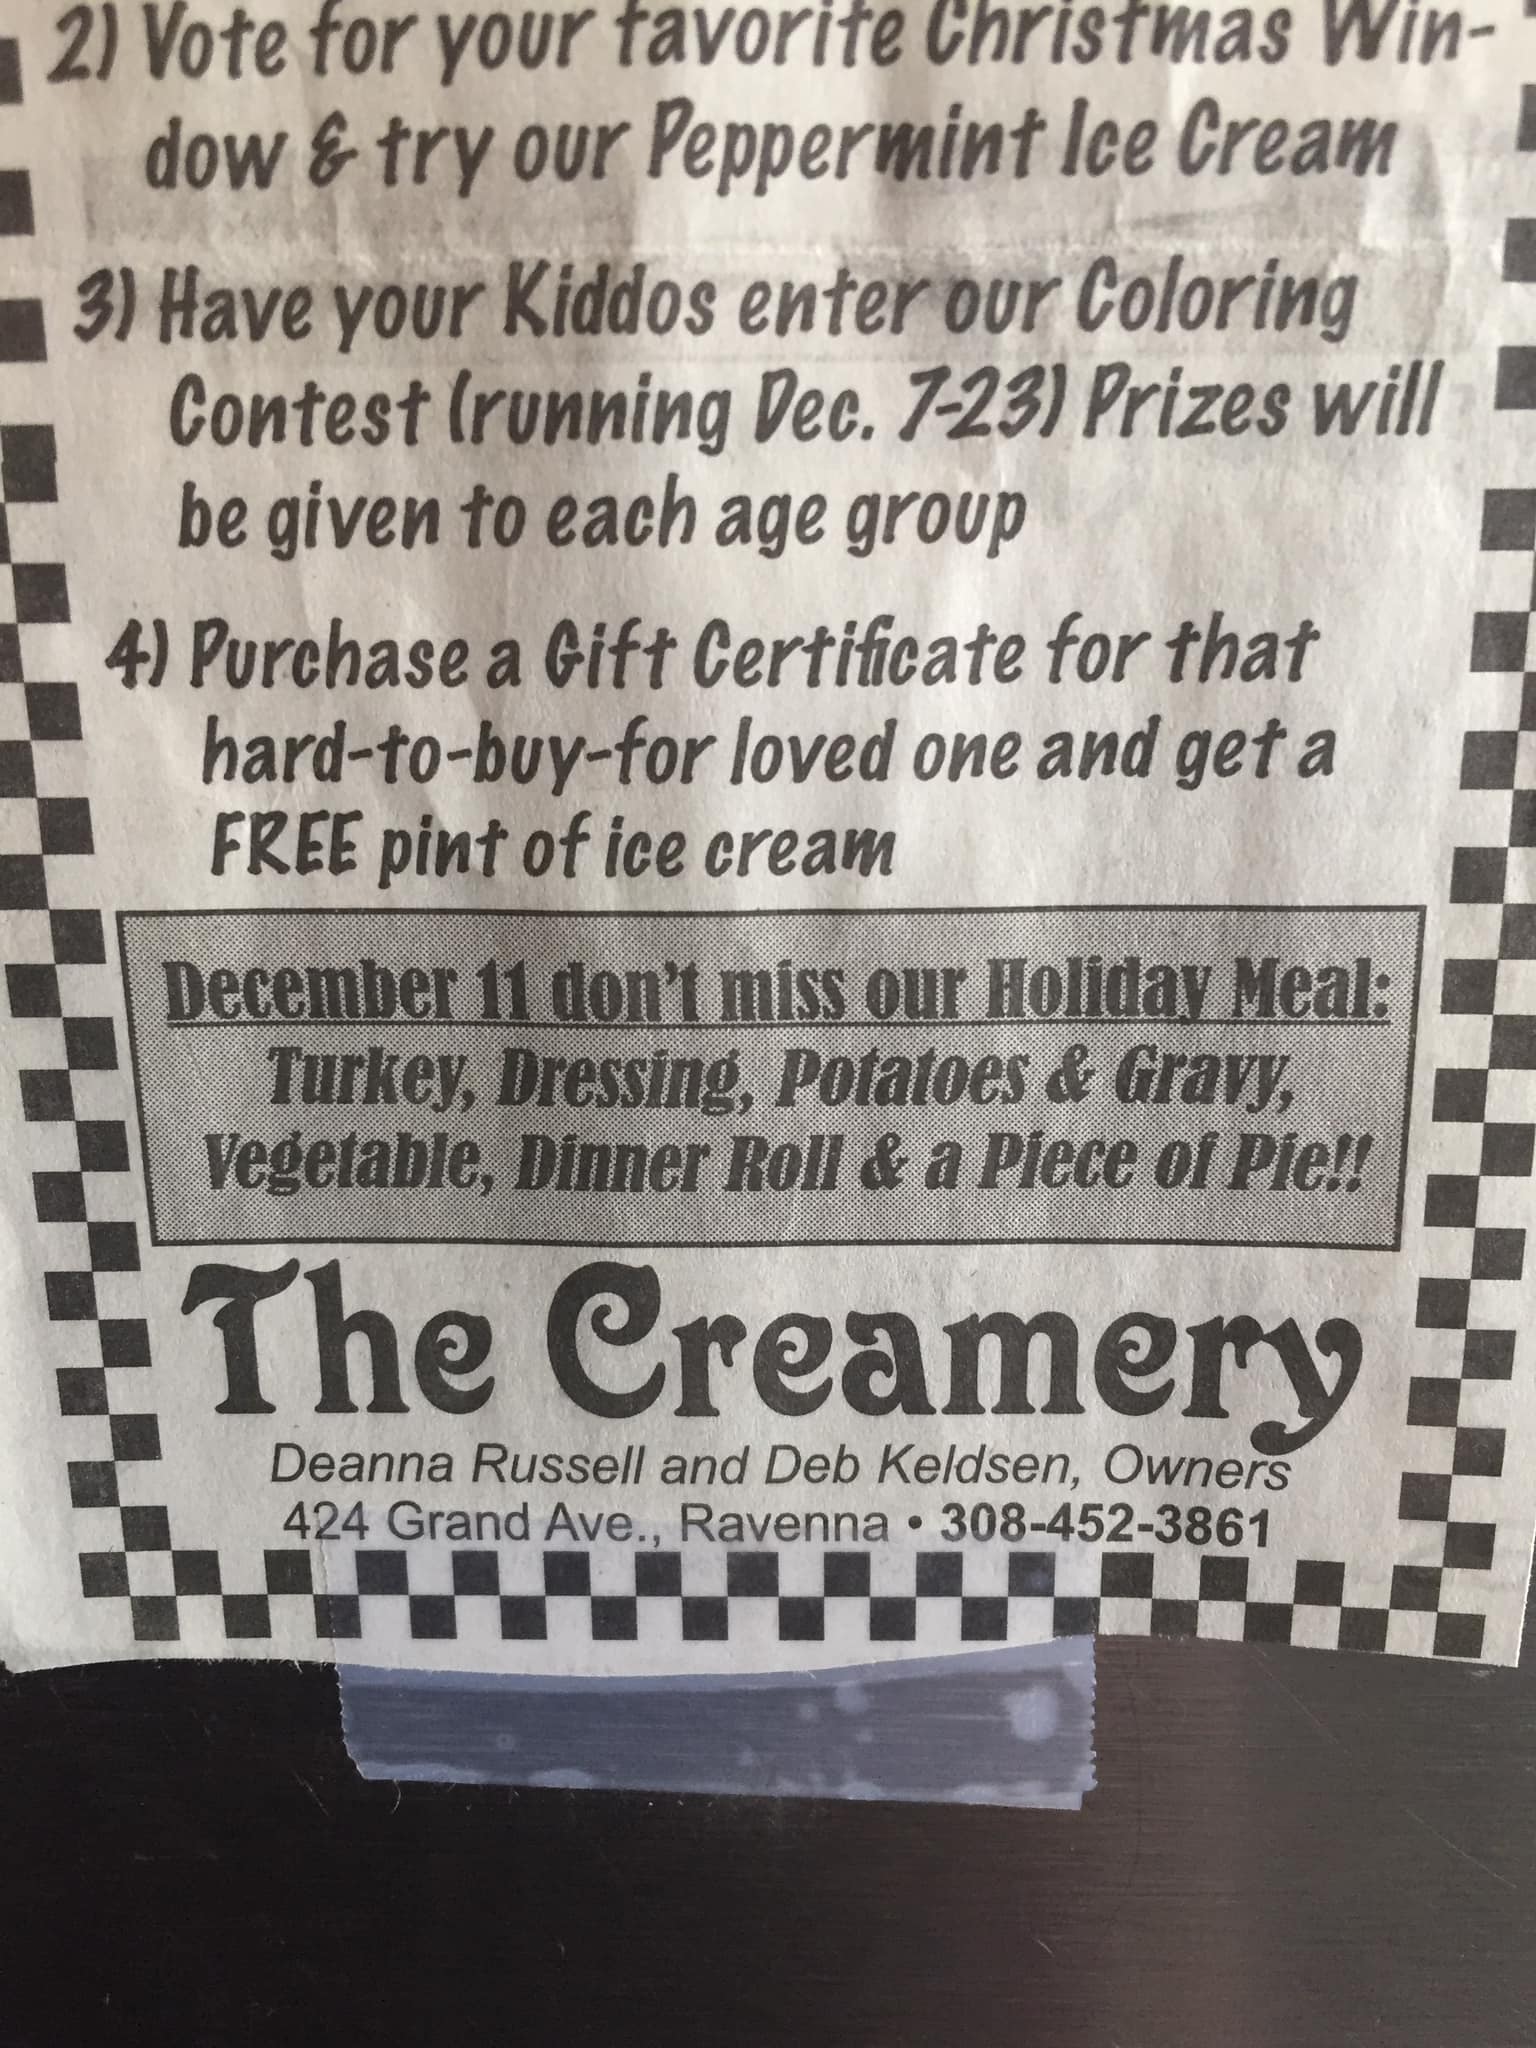 2) Vote for your favorite Christmas Win-
dow & try our Peppermint Ice Cream
3) Have your Kiddos enter our Coloring
Contest (running Dec. 7-23) Prizes will
be given to each age group
4) Purchase a Gift Certificate for that
hard-to-buy-for loved one and get a
FREE pint of ice cream
December 11 don't miss our Holiday Meal:
Turkey, Dressing, Potatoes & Gravy,
Vegetable, Dinner Roll & a Piece of Pie!!
The Creamery
Deanna Russell and Deb Keldsen, Owners
424 Grand Ave., Ravenna • 308-452-3861